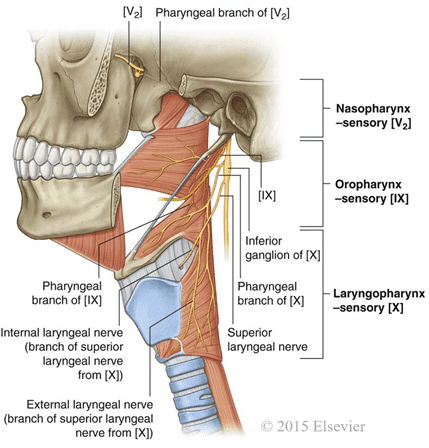 [V₂]
Pharyngeal branch of [V₂]
Nasopharynx
–sensory [V₂]
Oropharynx
–sensory [IX]
[IX]
Inferior
ganglion of [X]
Pharyngeal
branch of [IX]
Pharyngeal
branch of [X]
Laryngopharynx
–sensory [X]
Internal laryngeal nerve
(branch of superior
laryngeal nerve
from [X])
Superior
laryngeal nerve
External laryngeal nerve
(branch of superior laryngeal
nerve from [X])
© 2015 Elsevier